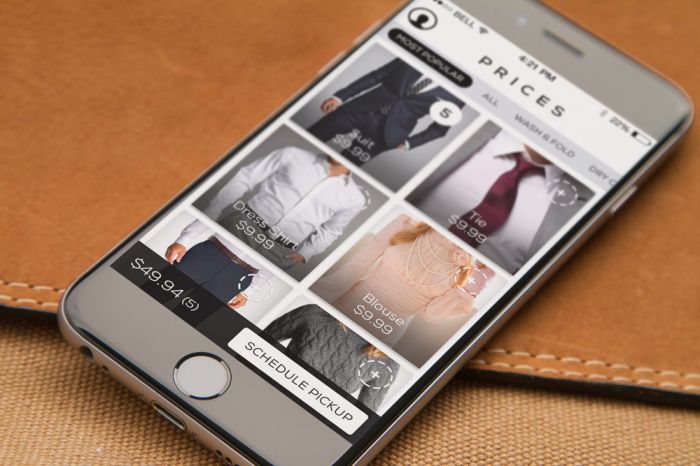 BELL
4:21 PM
22%
PRICES
MOST POPULAR
ALL
WASH & FOLD
DRY C
5
Suit
$9.99
Tie
$9.99
Dress Shirt
$9.99
Blouse
$9.99
$49.94 (5)
SCHEDULE PICKUP